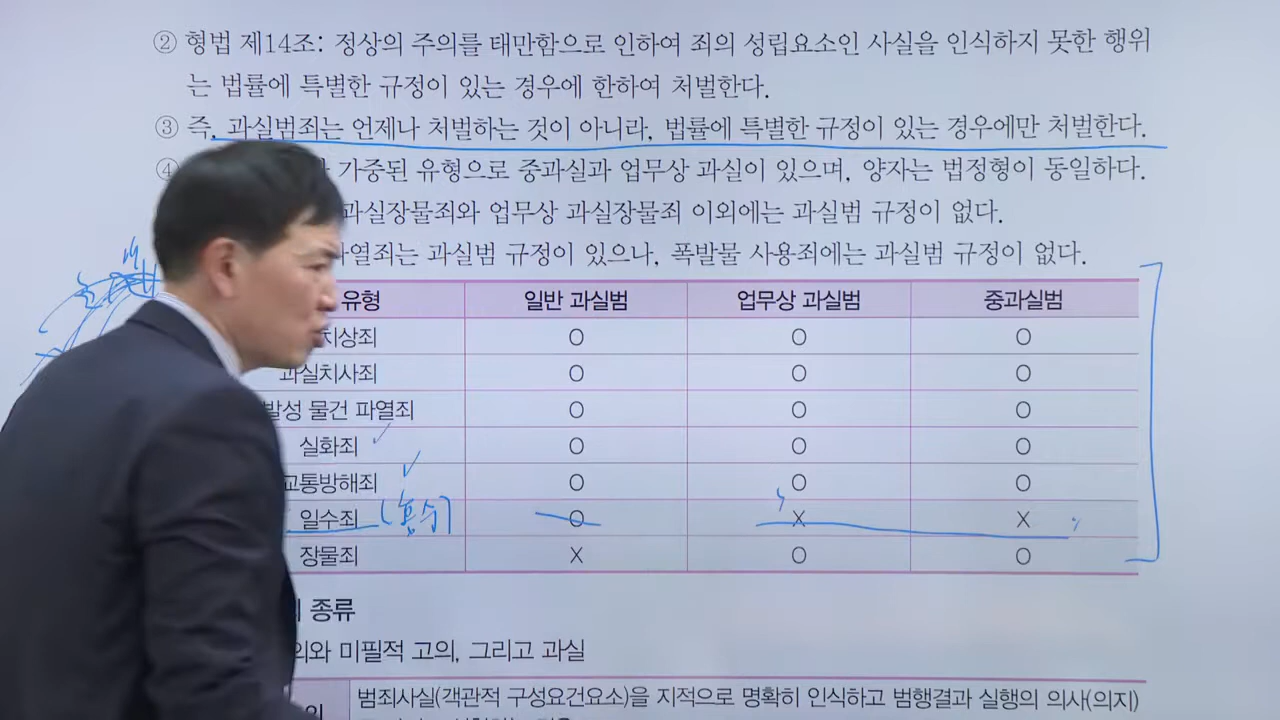 ② 형법 제14조: 정상의 주의를 태만함으로 인하여 죄의 성립요소인 사실을 인식하지 못한 행위
는 법률에 특별한 규정이 있는 경우에 한하여 처벌한다.
③ 즉, 과실범죄는 언제나 처벌하는 것이 아니라, 법률에 특별한 규정이 있는 경우에만 처벌한다.
④ 가중된 유형으로 중과실과 업무상 과실이 있으며, 양자는 법정형이 동일하다.
과실장물죄와 업무상 과실장물죄 이외에는 과실범 규정이 없다.
파열죄는 과실범 규정이 있으나, 폭발물 사용죄에는 과실범 규정이 없다.
유형 일반 과실범 업무상 과실범 중과실범
치상죄 O O O
과실치사죄 O O O
발성 물건 파열죄 O O O
실화죄 O O O
교통방해죄 O O O
일수죄 (홍수) O X X
장물죄 X O O
종류
의와 미필적 고의, 그리고 과실
범죄사실(객관적 구성요건요소)을 지적으로 명확히 인식하고 범행결과 실행의 의사(의지)